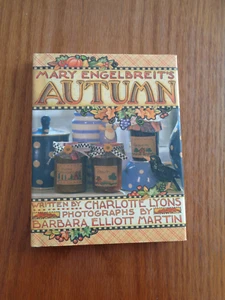 MARY ENGELBREIT'S
AUTUMN
WRITTEN BY CHARLOTTE LYONS
PHOTOGRAPHS BY
BARBARA ELLIOTT MARTIN